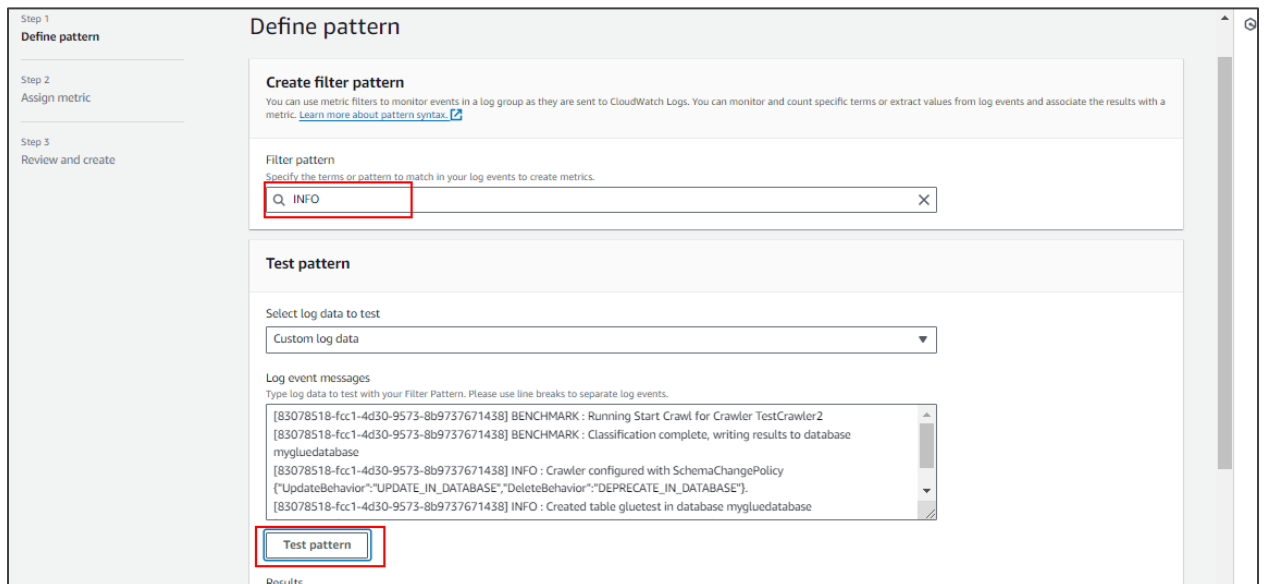 Step 1
Define pattern
Step 2
Assign metric
Step 3
Review and create
Define pattern
Create filter pattern
You can use metric filters to monitor events in a log group as they are sent to CloudWatch Logs. You can monitor and count specific terms or extract values from log events and associate the results with a
metric. Learn more about pattern syntax.
Filter pattern
Specify the terms or pattern to match in your log events to create metrics.
INFO
Test pattern
Select log data to test
Custom log data
Log event messages
Type log data to test with your Filter Pattern. Please use line breaks to separate log events.
[83078518-fcc1-4d30-9573-8b9737671438] BENCHMARK : Running Start Crawl for Crawler TestCrawler2
[83078518-fcc1-4d30-9573-8b9737671438] BENCHMARK : Classification complete, writing results to database
mygluedatabase
[83078518-fcc1-4d30-9573-8b9737671438] INFO : Crawler configured with SchemaChangePolicy
{"UpdateBehavior":"UPDATE_IN_DATABASE","DeleteBehavior":"DEPRECATE_IN_DATABASE"}.
[83078518-fcc1-4d30-9573-8b9737671438] INFO : Created table gluetest in database mygluedatabase
Test pattern
Results